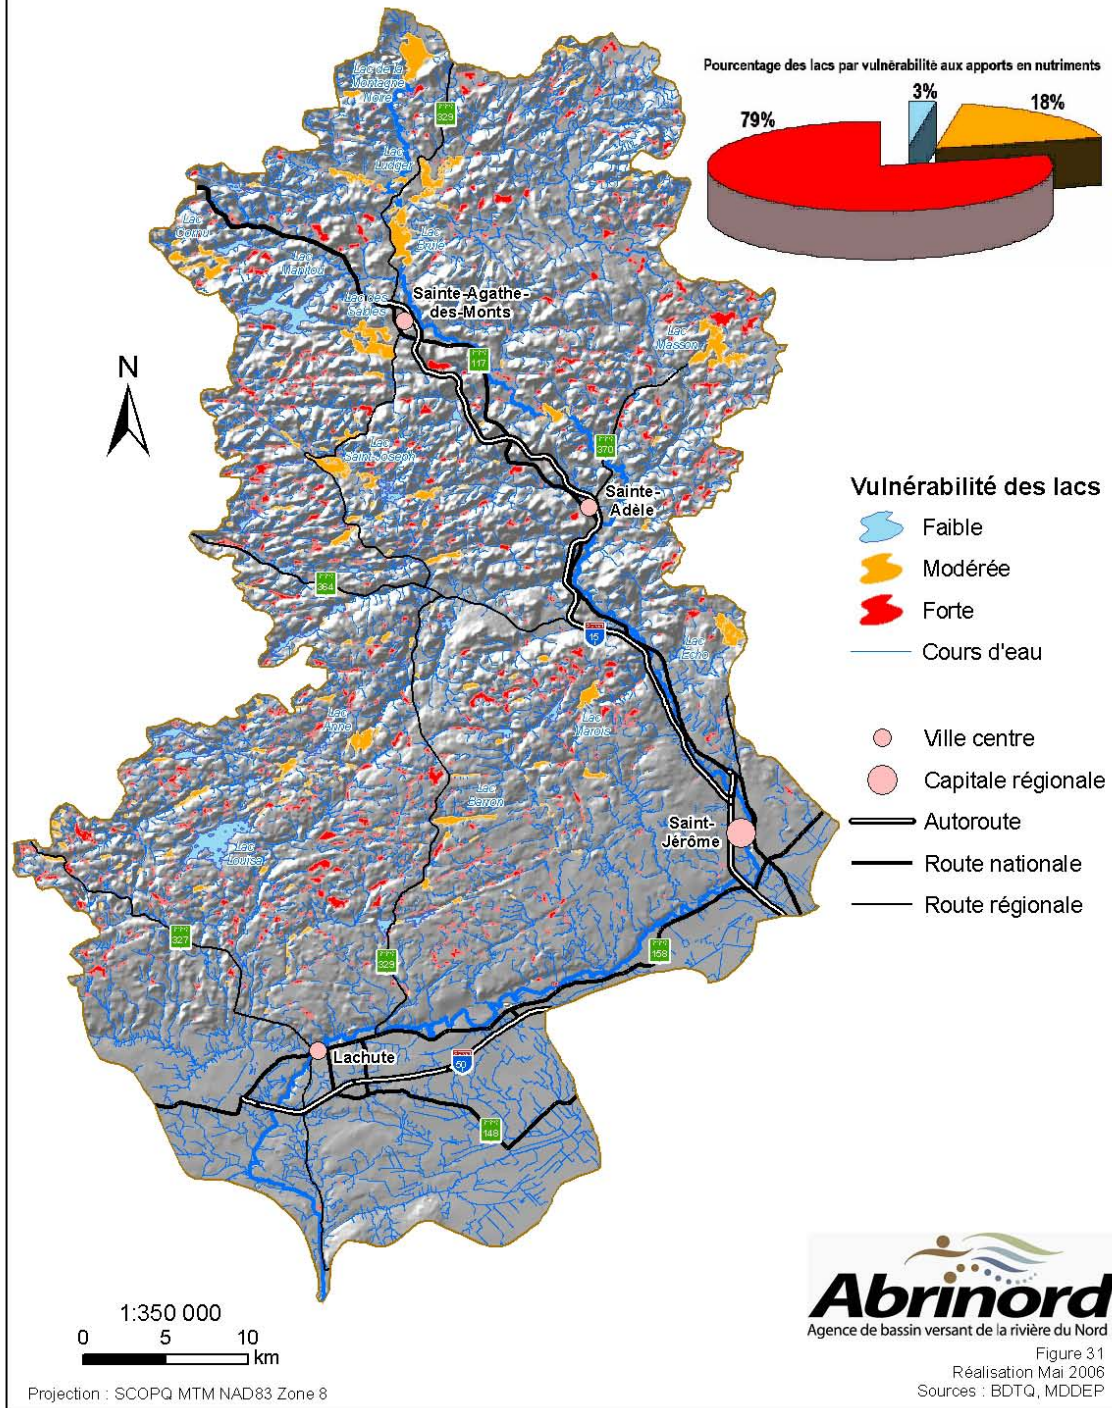 Pourcentage des lacs par vulnérabilité aux apports en nutriments
3%
18%
79%
Lac de la
Montagne
Noire
329
Lac
Ludger
Lac
Cornu
Lac
Brule
Lac
Manitou
Lac des
Sables
Sainte-Agathe-
des-Monts
Lac
Masson
117
N
370
Lac
Saint-Joseph
Sainte-
Adèle
364
15
Lac
Echo
Lac
Anne
Lac
Marois
Lac
Barron
Saint-
Jérôme
Lac
Louisa
327
329
158
Lachute
50
148
Vulnérabilité des lacs
Faible
Modérée
Forte
Cours d'eau
Ville centre
Capitale régionale
Autoroute
Route nationale
Route régionale
1:350 000
0 5 10
km
Projection : SCOPQ MTM NAD83 Zone 8
Abrinord
Agence de bassin versant de la rivière du Nord
Figure 31
Réalisation Mai 2006
Sources : BDTQ, MDDEP